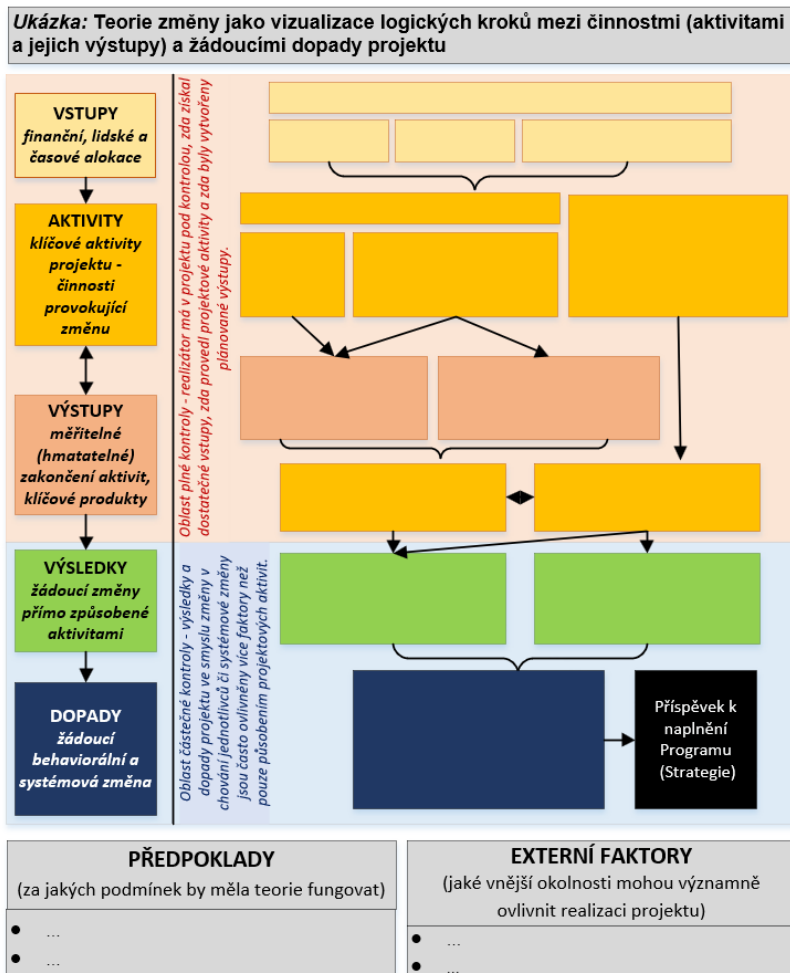 Ukázka: Teorie změny jako vizualizace logických kroků mezi činnostmi (aktivitami
a jejich výstupy) a žádoucími dopady projektu
VSTUPY
finanční, lidské a
časové alokace
AKTIVITY
klíčové aktivity
projektu -
činnosti
provokující
změnu
VÝSTUPY
měřitelné
(hmatatelné)
zakončení aktivit,
klíčové produkty
VÝSLEDKY
žádoucí změny
přímo způsobené
aktivitami
DOPADY
žádoucí
behaviorální a
systémová změna
Oblast plné kontroly - realizátor má v projektu pod kontrolou, zda získal
dostatečné vstupy, zda provedl projektové aktivity a zda byly vytvořeny
plánované výstupy.
Oblast částečné kontroly - výsledky a
dopady projektu ve smyslu změny v
chování jednotlivců či systémové změny
jsou často ovlivněny více faktory než
pouze působením projektových aktivit.
Příspěvek k
naplnění
Programu
(Strategie)
PŘEDPOKLADY
(za jakých podmínek by měla teorie fungovat)
● ...
● ...
EXTERNÍ FAKTORY
(jaké vnější okolnosti mohou významně
ovlivnit realizaci projektu)
● ...
● ...